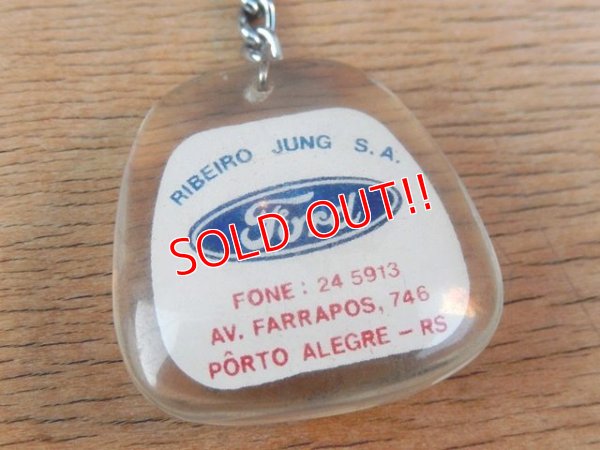 RIBEIRO JUNG S.A.
Ford
SOLD OUT!!
FONE: 24 5913
AV. FARRAPOS, 746
PÔRTO ALEGRE - RS